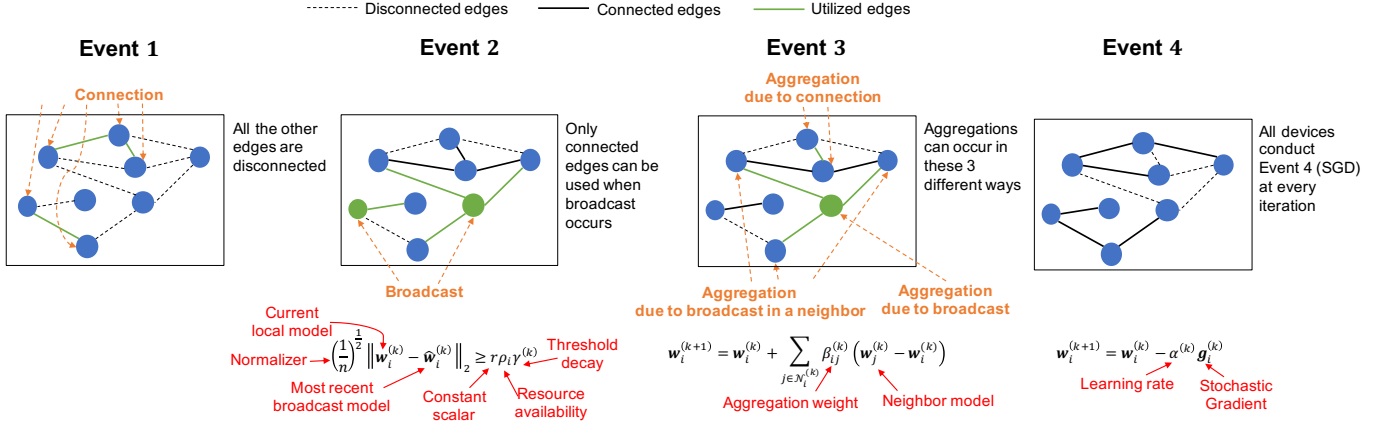 Disconnected edges
Connected edges
Utilized edges
Event 1
Event 2
Event 3
Event 4
Connection
All the other
edges are
disconnected
Only
connected
edges can be
used when
broadcast
occurs
Broadcast
Aggregation
due to connection
Aggregations
can occur in
these 3
different ways
Aggregation
due to broadcast in a neighbor
Aggregation
due to broadcast
All devices
conduct
Event 4 (SGD)
at every
iteration
Current
local model
Normalizer
(1/n)^{1/2} ‖w_i^{(k)} − ŵ_i^{(k)}‖_2 ≥ rρ_iγ^{(k)}
Threshold
decay
Most recent
broadcast model
Constant
scalar
Resource
availability
w_i^{(k+1)} = w_i^{(k)} + ∑_{j∈𝒩_i^{(k)}} β_{ij}^{(k)} (w_j^{(k)} − w_i^{(k)})
Aggregation weight
Neighbor model
w_i^{(k+1)} = w_i^{(k)} − α^{(k)} g_i^{(k)}
Learning rate
Stochastic
Gradient